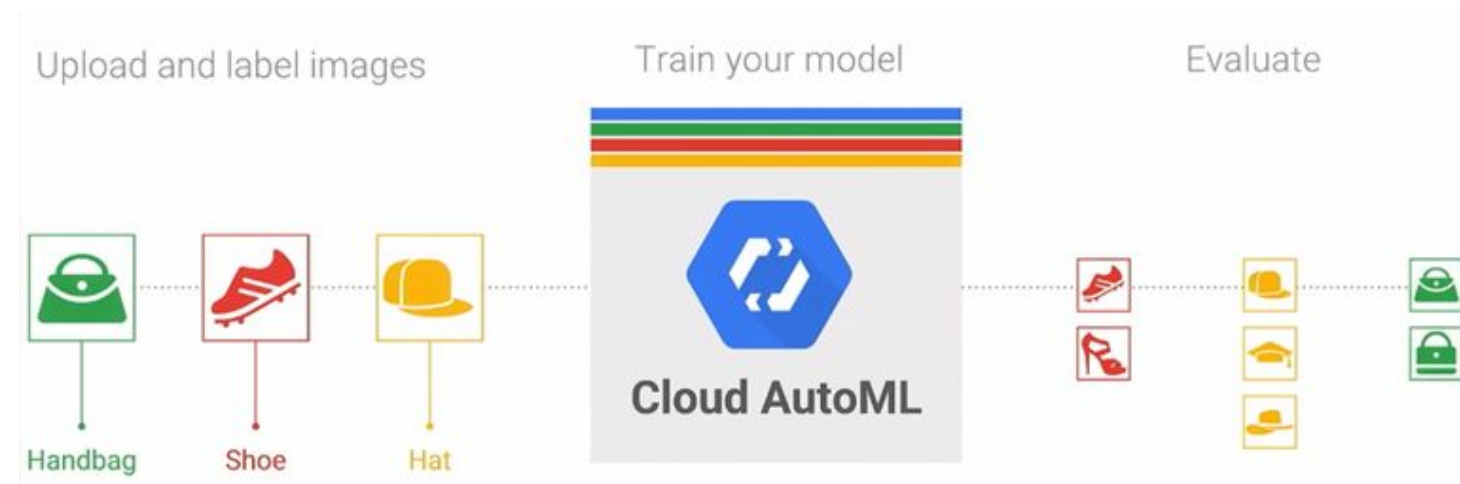 Upload and label images
Train your model
Evaluate
Cloud AutoML
Handbag
Shoe
Hat